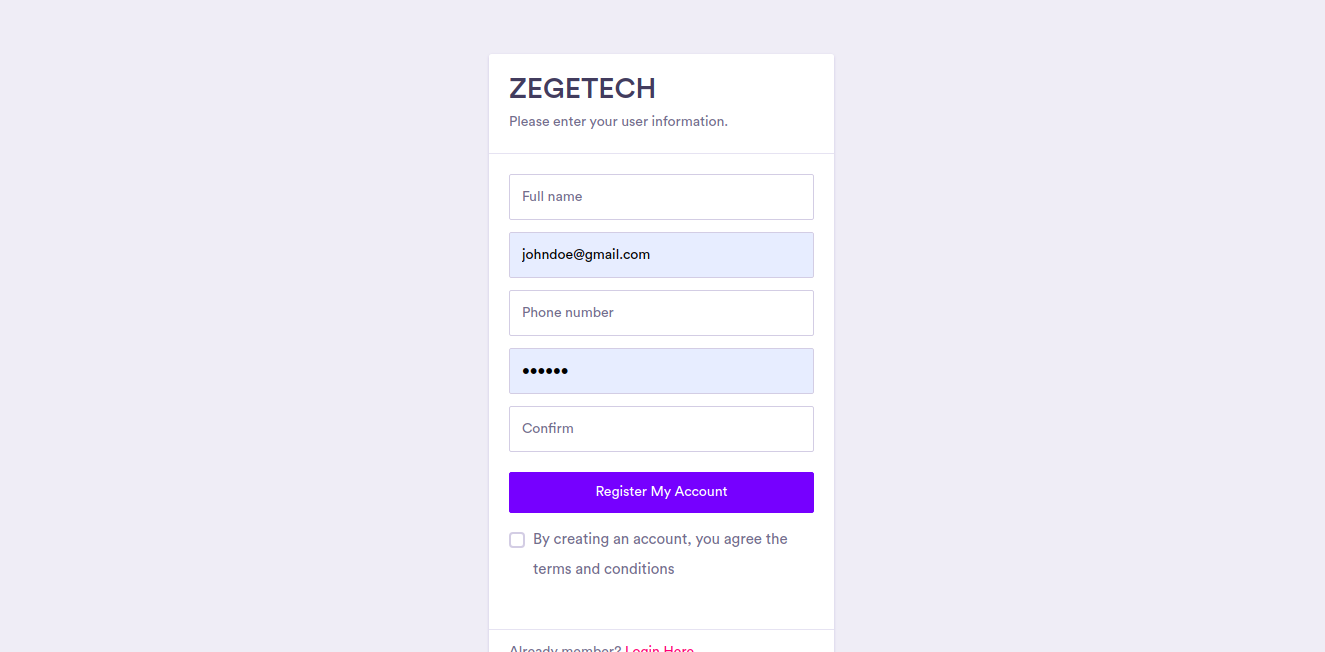 ZEGETECH
Please enter your user information.
Full name
johndoe@gmail.com
Phone number
••••••
Confirm
Register My Account
By creating an account, you agree the
terms and conditions
Already member? Login Here